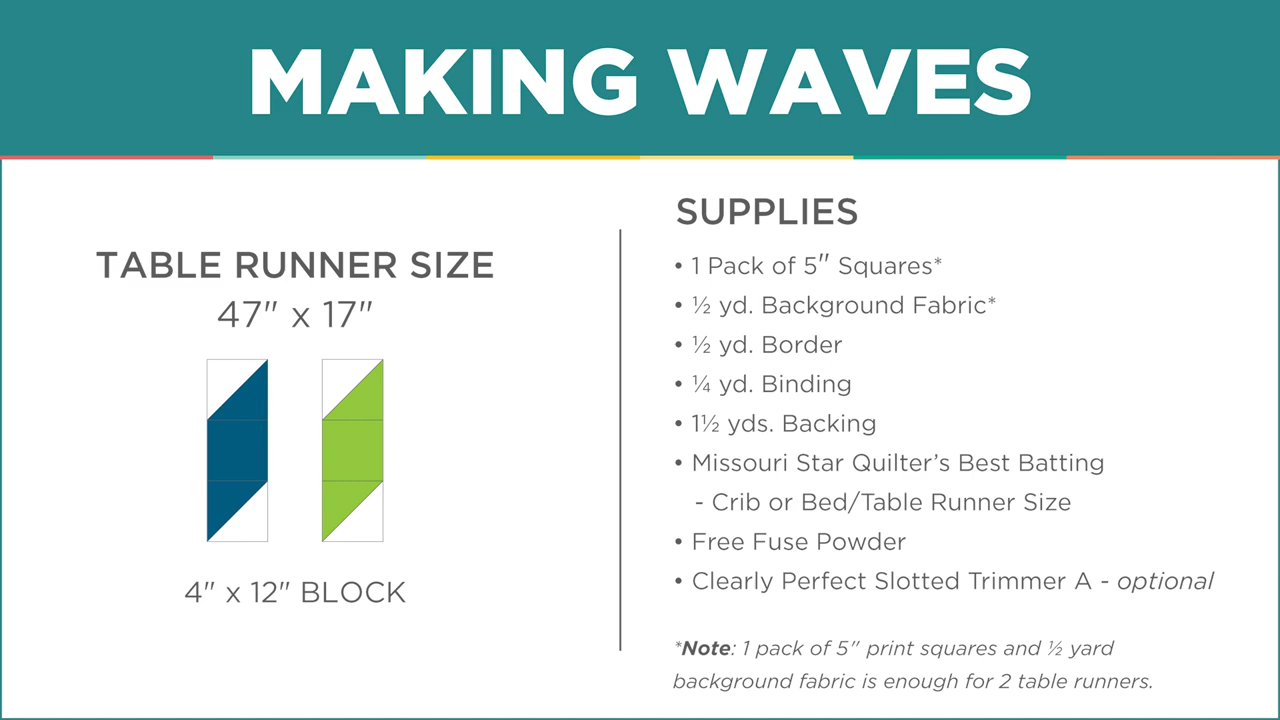 MAKING WAVES
TABLE RUNNER SIZE
47" x 17"
4" x 12" BLOCK
SUPPLIES
• 1 Pack of 5" Squares*
• ½ yd. Background Fabric*
• ½ yd. Border
• ¼ yd. Binding
• 1½ yds. Backing
• Missouri Star Quilter's Best Batting
- Crib or Bed/Table Runner Size
• Free Fuse Powder
• Clearly Perfect Slotted Trimmer A - optional
*Note: 1 pack of 5" print squares and ½ yard
background fabric is enough for 2 table runners.